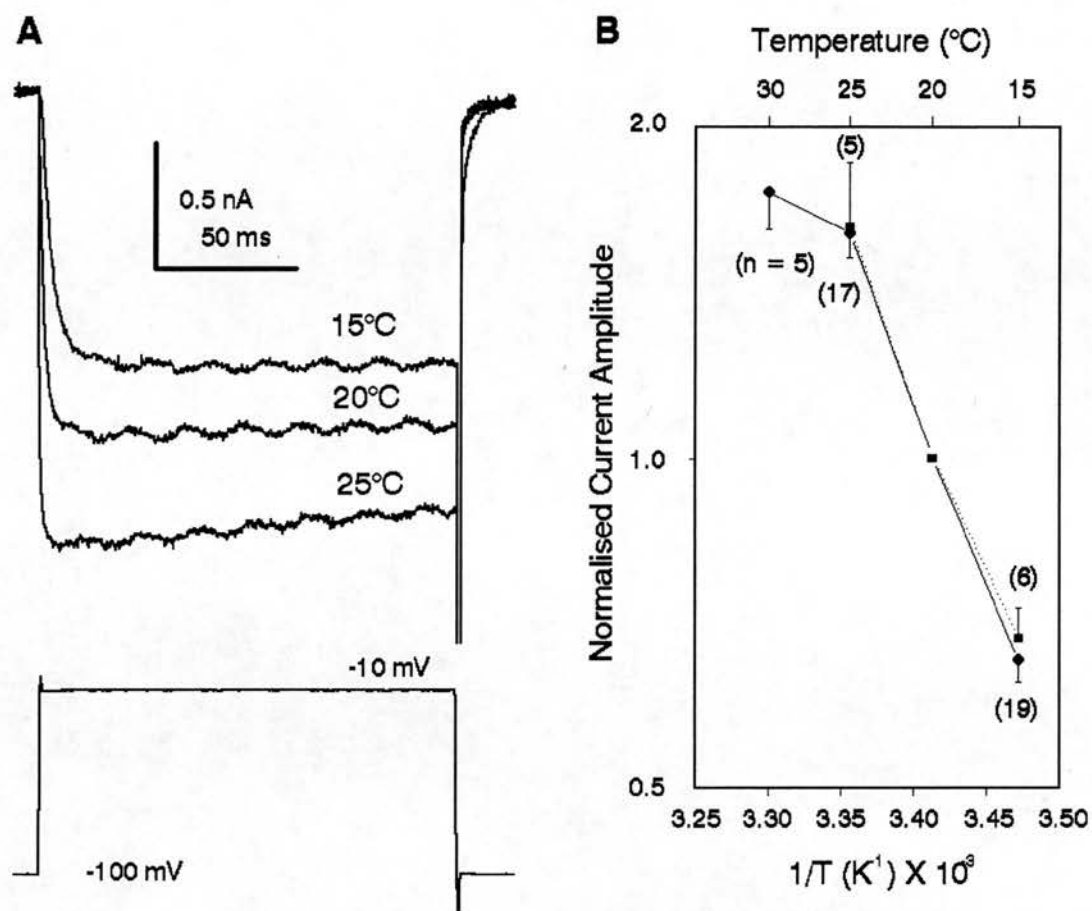 A
0.5 nA
50 ms
15°C
20°C
25°C
-10 mV
-100 mV
B
Temperature (°C)
30 25 20 15
2.0
1.0
0.5
Normalised Current Amplitude
(5)
(n = 5)
(17)
(6)
(19)
3.25 3.30 3.35 3.40 3.45 3.50
1/T (K¹) X 10³